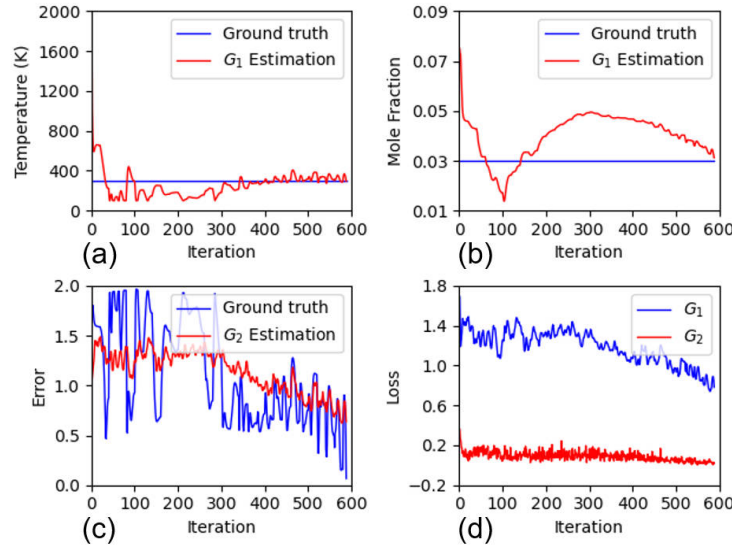 2000
1600
1200
800
400
0
Temperature (K)
Ground truth
G1 Estimation
0 100 200 300 400 500 600
Iteration
(a)
0.09
0.07
0.05
0.03
0.01
Mole Fraction
Ground truth
G1 Estimation
0 100 200 300 400 500 600
Iteration
(b)
2.0
1.5
1.0
0.5
0.0
Error
Ground truth
G2 Estimation
0 100 200 300 400 500 600
Iteration
(c)
1.8
1.4
1.0
0.6
0.2
−0.2
Loss
G1
G2
0 100 200 300 400 500 600
Iteration
(d)